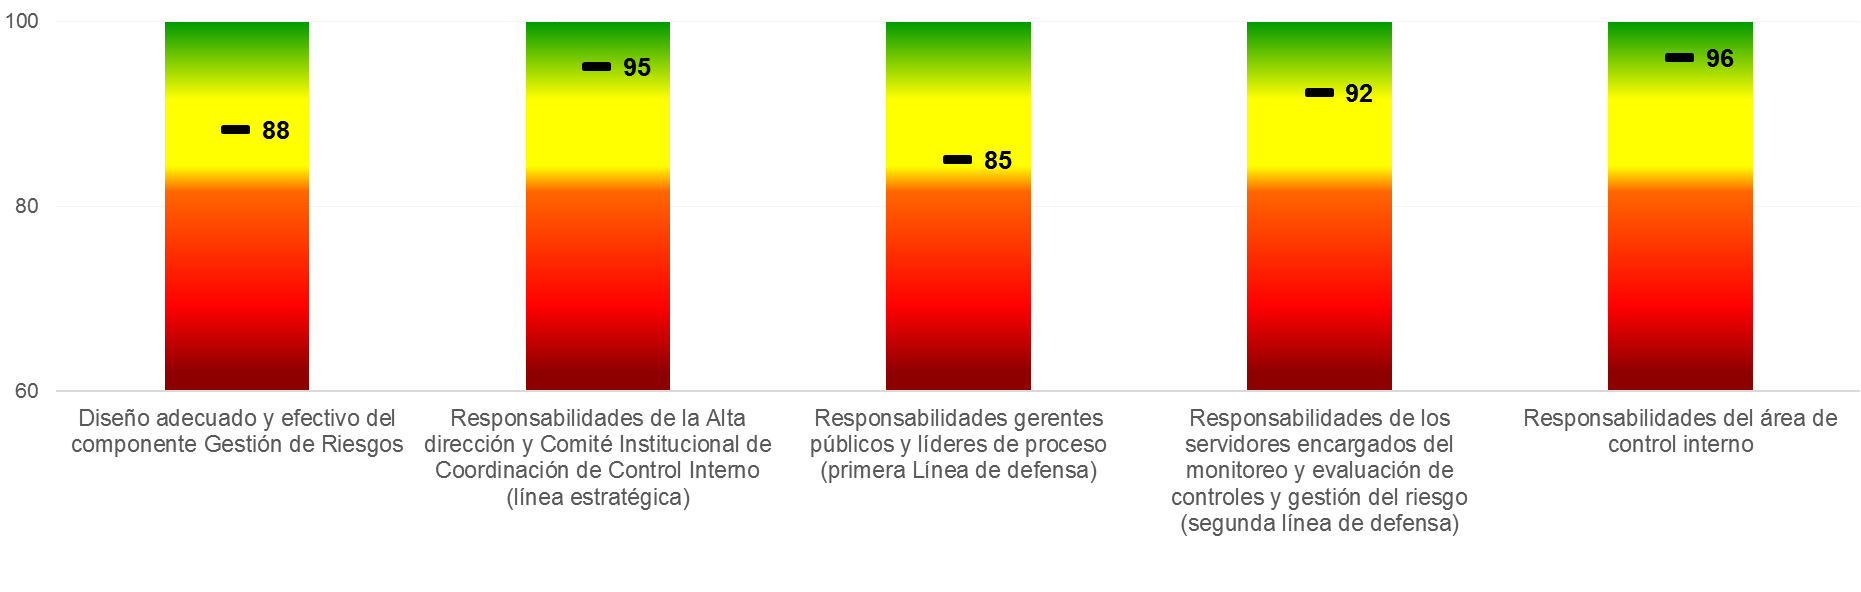 100
80
60
88
95
85
92
96
Diseño adecuado y efectivo del
componente Gestión de Riesgos
Responsabilidades de la Alta
dirección y Comité Institucional de
Coordinación de Control Interno
(línea estratégica)
Responsabilidades gerentes
públicos y líderes de proceso
(primera Línea de defensa)
Responsabilidades de los
servidores encargados del
monitoreo y evaluación de
controles y gestión del riesgo
(segunda línea de defensa)
Responsabilidades del área de
control interno